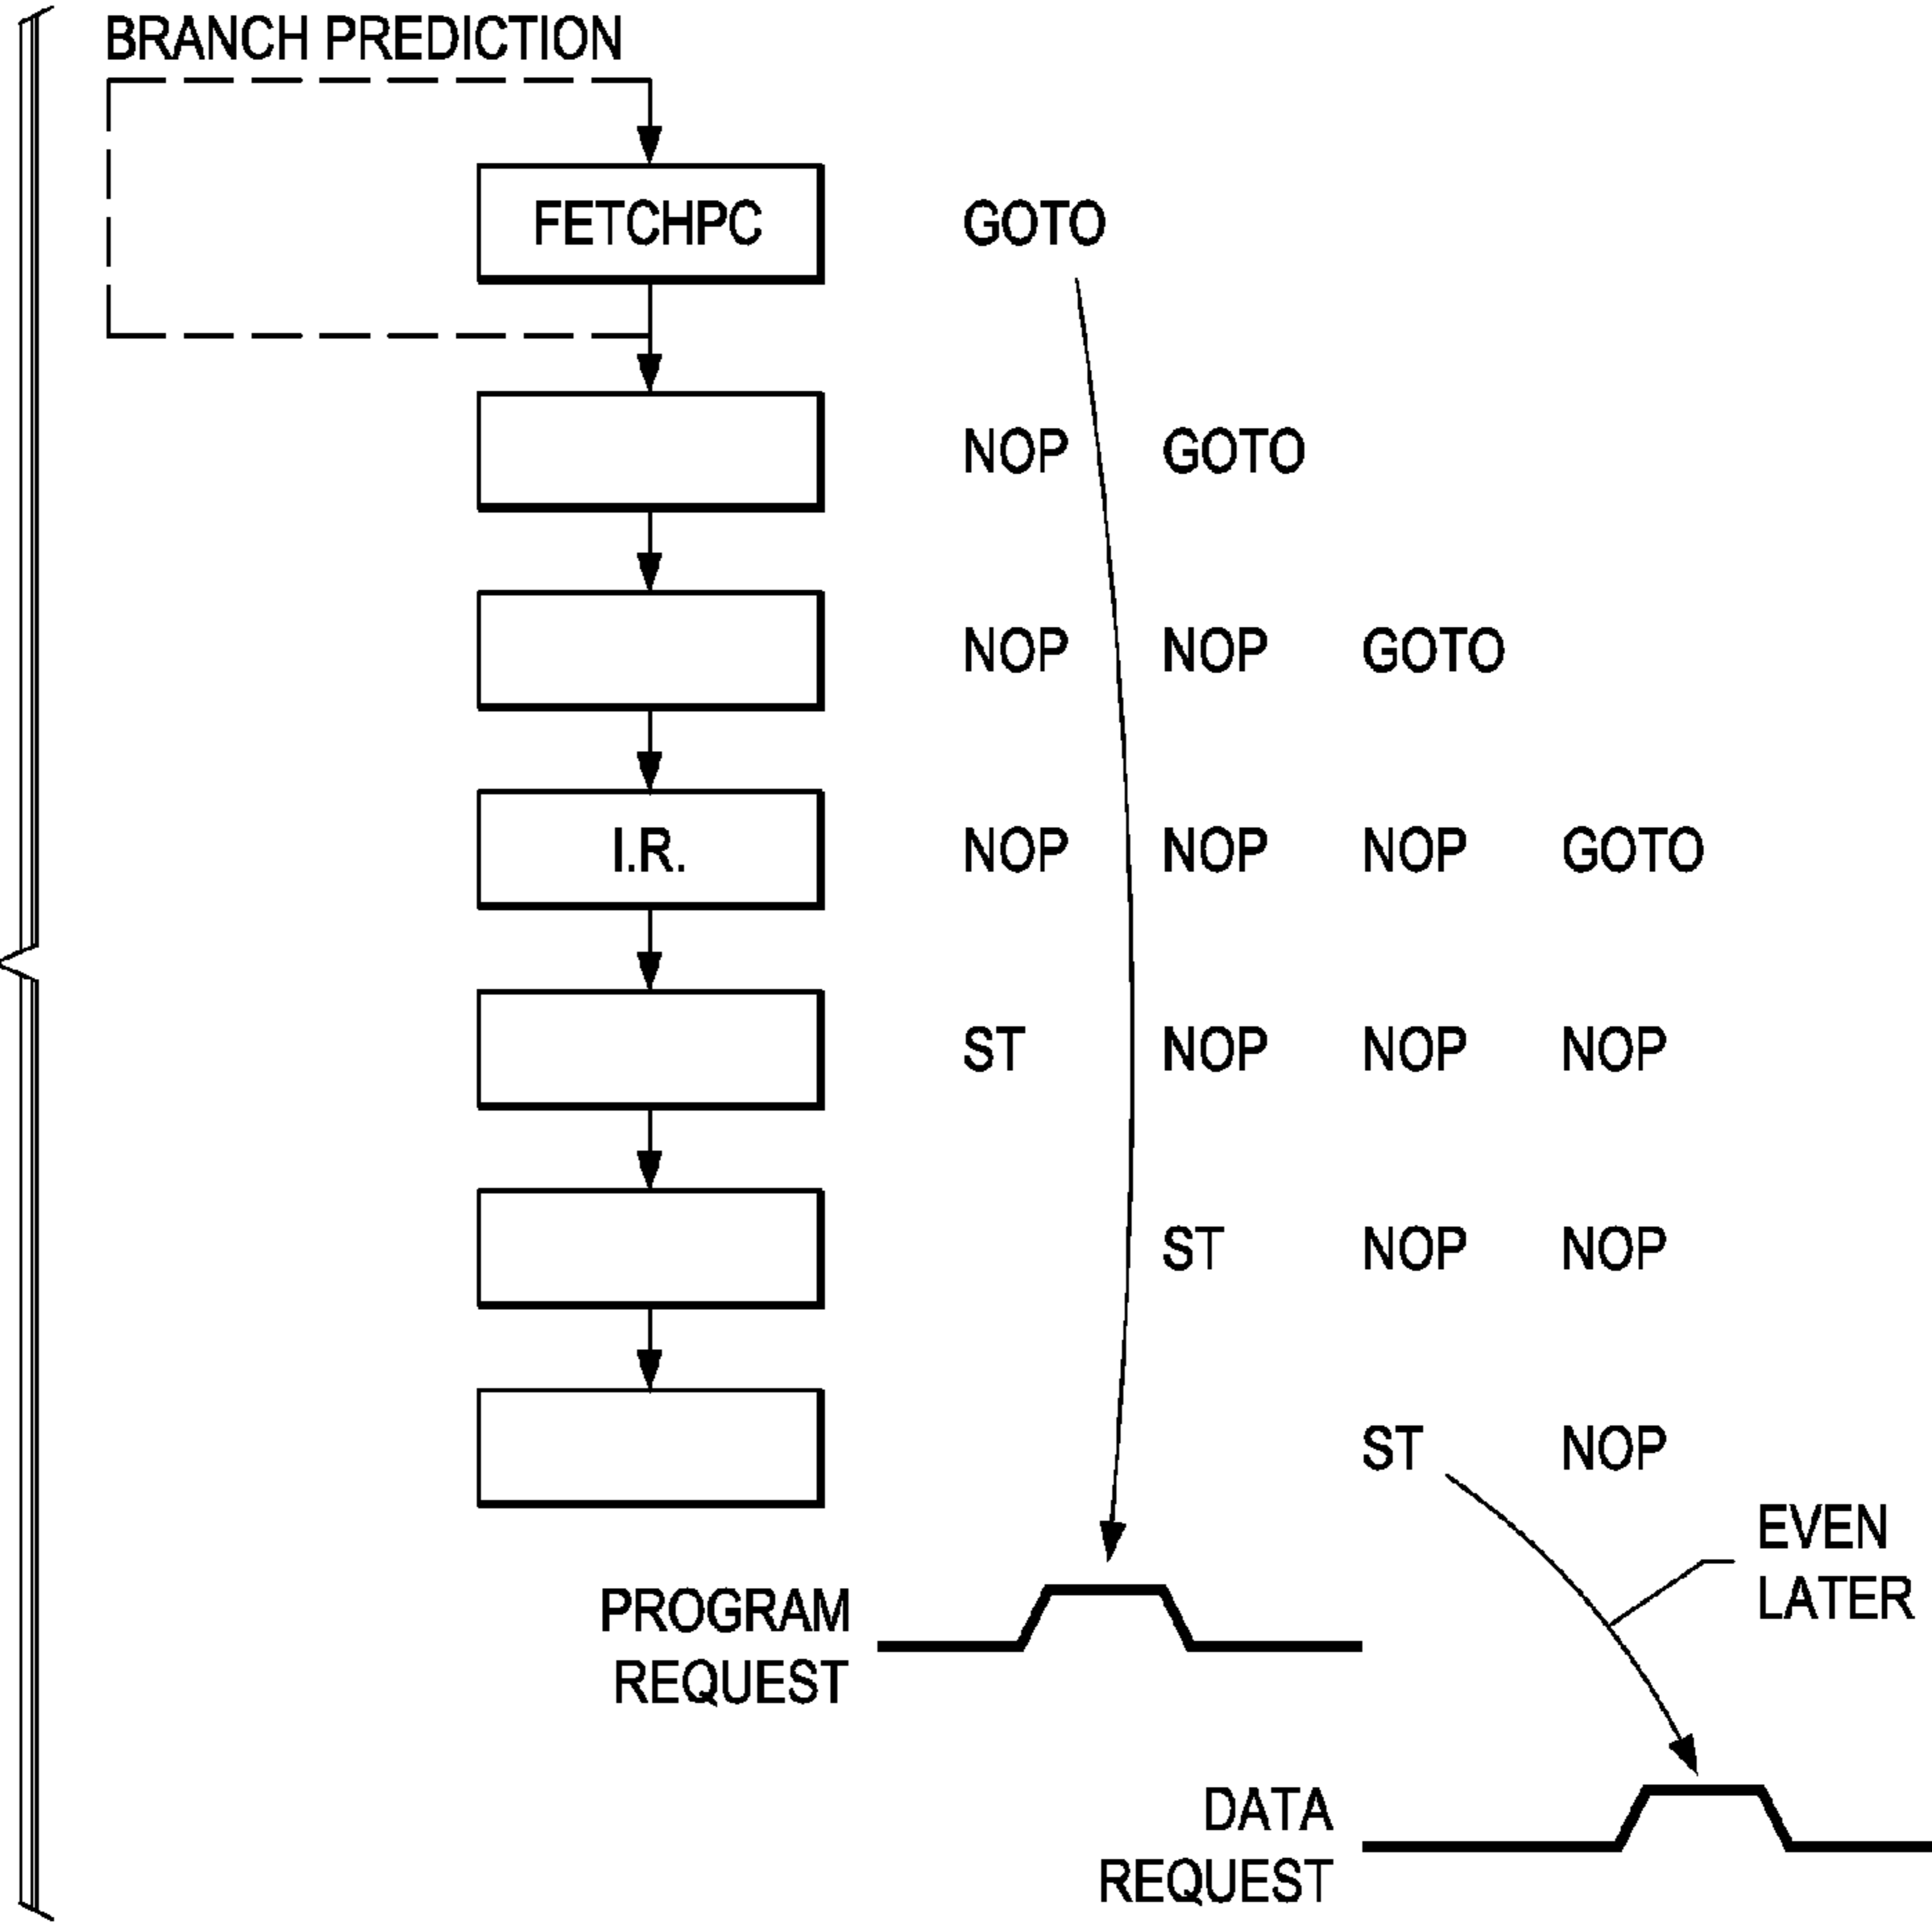 BRANCH PREDICTION
FETCHPC GOTO
NOP GOTO
NOP NOP GOTO
I.R. NOP NOP NOP GOTO
ST NOP NOP NOP
ST NOP NOP
ST NOP
EVEN
LATER
PROGRAM
REQUEST
DATA
REQUEST